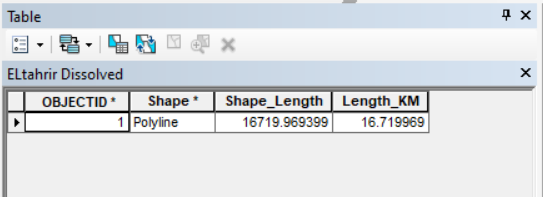 Table
ELtahrir Dissolved
OBJECTID * Shape * Shape_Length Length_KM
1 Polyline 16719.969399 16.719969